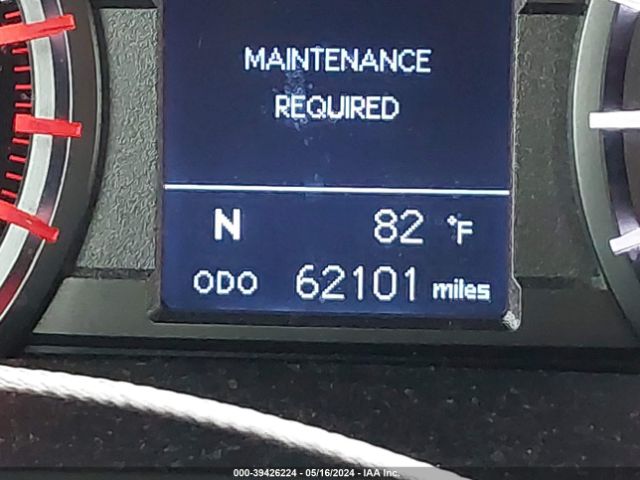 MAINTENANCE
REQUIRED
N 82 °F
ODO 62101 miles
000-39426224 - 05/16/2024 - IAA Inc.